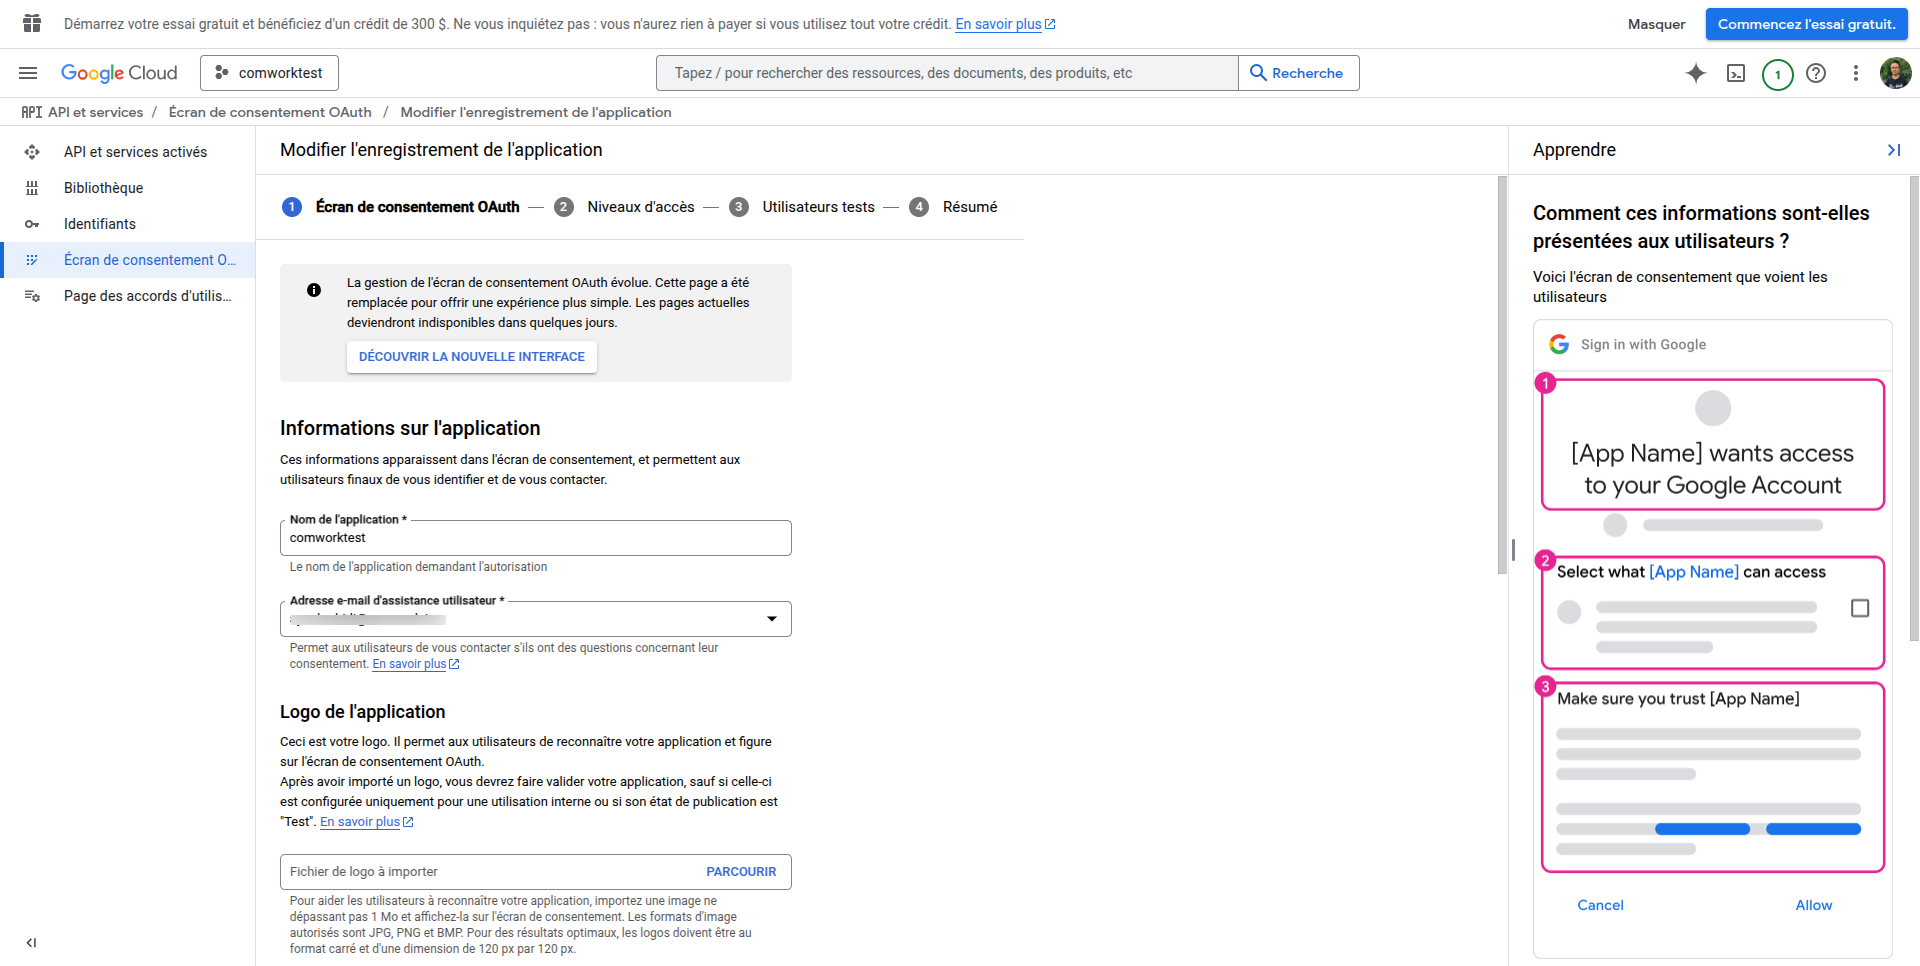 Démarrez votre essai gratuit et bénéficiez d'un crédit de 300 $. Ne vous inquiétez pas : vous n'aurez rien à payer si vous utilisez tout votre crédit. En savoir plus
Masquer
Commencez l'essai gratuit.
Google Cloud
comworktest
Tapez / pour rechercher des ressources, des documents, des produits, etc
Recherche
1
API API et services / Écran de consentement OAuth / Modifier l'enregistrement de l'application
API et services activés
Bibliothèque
Identifiants
Écran de consentement O...
Page des accords d'utilis...
Modifier l'enregistrement de l'application
1 Écran de consentement OAuth — 2 Niveaux d'accès — 3 Utilisateurs tests — 4 Résumé
La gestion de l'écran de consentement OAuth évolue. Cette page a été
remplacée pour offrir une expérience plus simple. Les pages actuelles
deviendront indisponibles dans quelques jours.
DÉCOUVRIR LA NOUVELLE INTERFACE
Informations sur l'application
Ces informations apparaissent dans l'écran de consentement, et permettent aux
utilisateurs finaux de vous identifier et de vous contacter.
Nom de l'application *
comworktest
Le nom de l'application demandant l'autorisation
Adresse e-mail d'assistance utilisateur *
Permet aux utilisateurs de vous contacter s'ils ont des questions concernant leur
consentement. En savoir plus
Logo de l'application
Ceci est votre logo. Il permet aux utilisateurs de reconnaître votre application et figure
sur l'écran de consentement OAuth.
Après avoir importé un logo, vous devrez faire valider votre application, sauf si celle-ci
est configurée uniquement pour une utilisation interne ou si son état de publication est
"Test". En savoir plus
Fichier de logo à importer
PARCOURIR
Pour aider les utilisateurs à reconnaître votre application, importez une image ne
dépassant pas 1 Mo et affichez-la sur l'écran de consentement. Les formats d'image
autorisés sont JPG, PNG et BMP. Pour des résultats optimaux, les logos doivent être au
format carré et d'une dimension de 120 px par 120 px.
Apprendre
Comment ces informations sont-elles
présentées aux utilisateurs ?
Voici l'écran de consentement que voient les
utilisateurs
Sign in with Google
1
[App Name] wants access
to your Google Account
2
Select what [App Name] can access
3
Make sure you trust [App Name]
Cancel
Allow